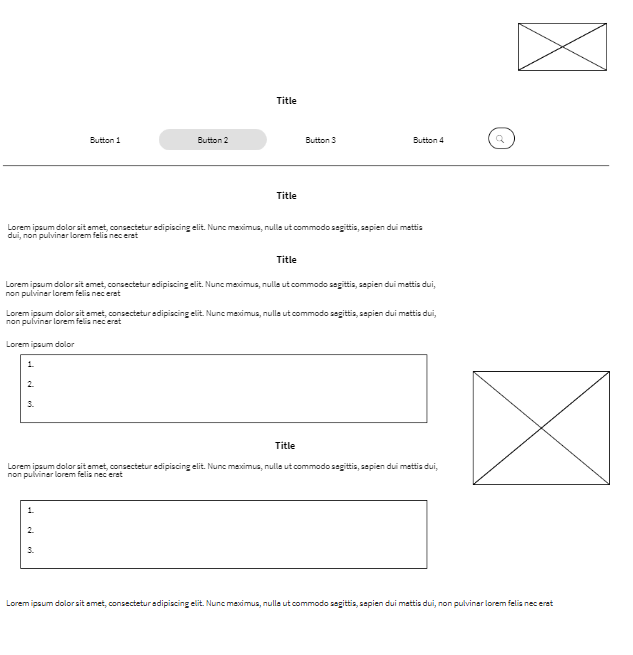 Title
Button 1
Button 2
Button 3
Button 4
Title
Lorem ipsum dolor sit amet, consectetur adipiscing elit. Nunc maximus, nulla ut commodo sagittis, sapien dui mattis
dui, non pulvinar lorem felis nec erat
Title
Lorem ipsum dolor sit amet, consectetur adipiscing elit. Nunc maximus, nulla ut commodo sagittis, sapien dui mattis dui,
non pulvinar lorem felis nec erat
Lorem ipsum dolor sit amet, consectetur adipiscing elit. Nunc maximus, nulla ut commodo sagittis, sapien dui mattis dui,
non pulvinar lorem felis nec erat
Lorem ipsum dolor
1.
2.
3.
Title
Lorem ipsum dolor sit amet, consectetur adipiscing elit. Nunc maximus, nulla ut commodo sagittis, sapien dui mattis dui,
non pulvinar lorem felis nec erat
1.
2.
3.
Lorem ipsum dolor sit amet, consectetur adipiscing elit. Nunc maximus, nulla ut commodo sagittis, sapien dui mattis dui, non pulvinar lorem felis nec erat